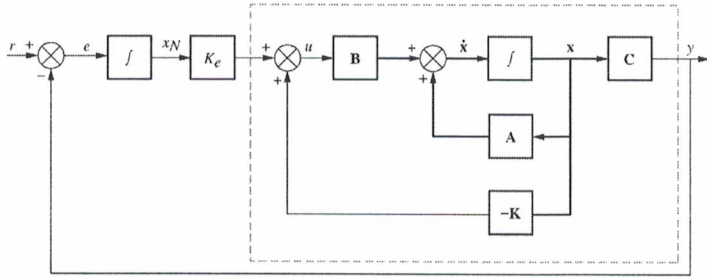 r + e ∫ x_N K_e + u B + ẋ ∫ x C y
− + +
A
−K